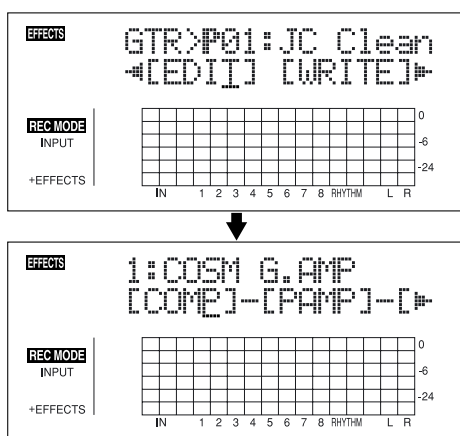 EFFECTS
GTR>P01:JC Clean
[EDIT] [WRITE]
REC MODE
INPUT
+EFFECTS
0
-6
-24
IN 1 2 3 4 5 6 7 8 RHYTHM L R
EFFECTS
1:COSM G.AMP
[COMP]-[PAMP]-[
REC MODE
INPUT
+EFFECTS
0
-6
-24
IN 1 2 3 4 5 6 7 8 RHYTHM L R